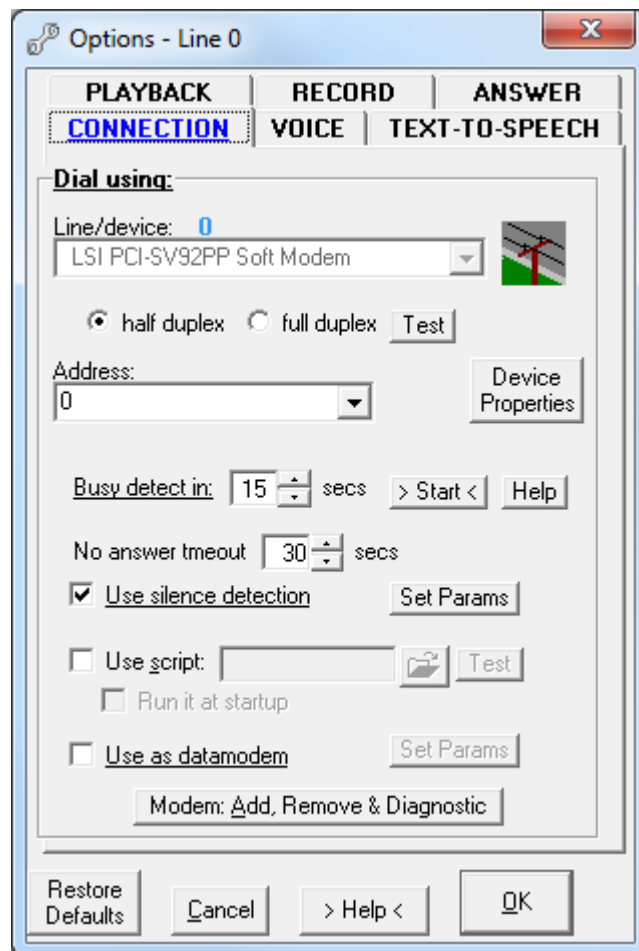 Options - Line 0
PLAYBACK RECORD ANSWER
CONNECTION VOICE TEXT-TO-SPEECH
Dial using:
Line/device: 0
LSI PCI-SV92PP Soft Modem
half duplex full duplex Test
Address:
0
Device
Properties
Busy detect in: 15 secs > Start < Help
No answer tmeout 30 secs
Use silence detection Set Params
Use script: Test
Run it at startup
Use as datamodem Set Params
Modem: Add, Remove & Diagnostic
Restore
Defaults
Cancel > Help < OK